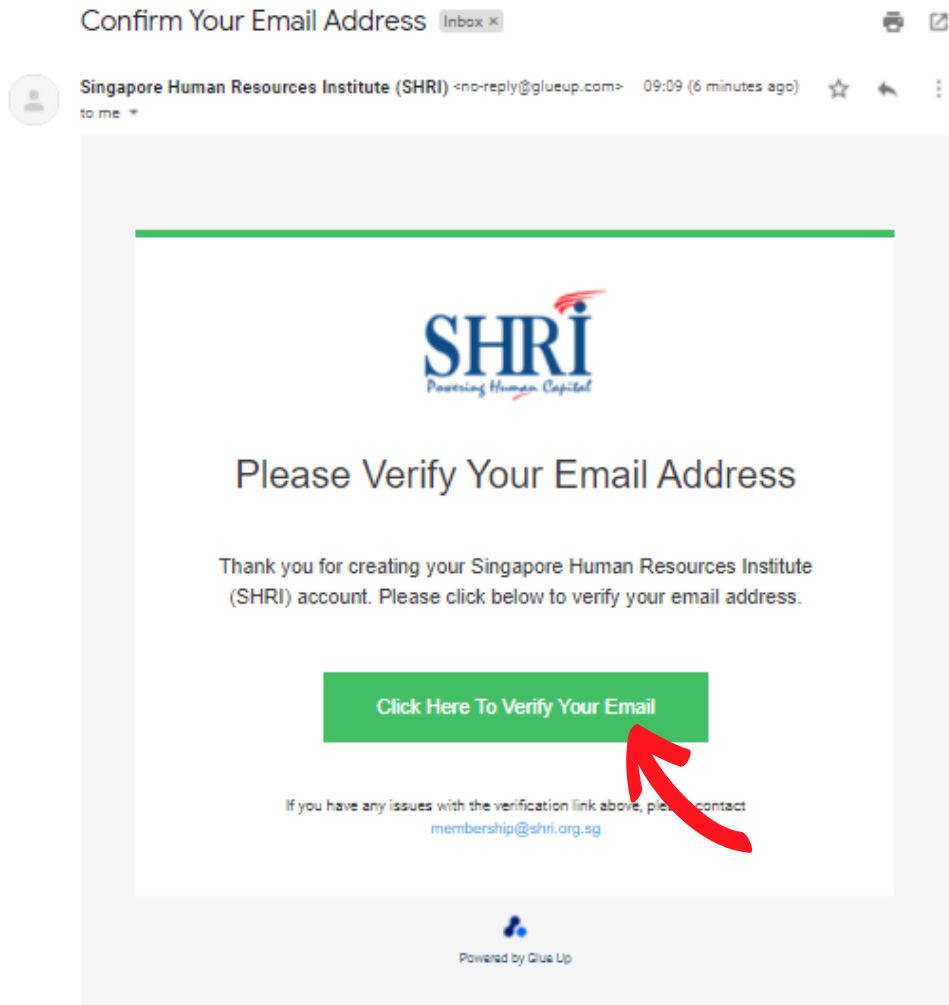 Confirm Your Email Address Inbox ×
Singapore Human Resources Institute (SHRI) <no-reply@glueup.com> 09:09 (6 minutes ago)
to me
SHRI
Powering Human Capital
Please Verify Your Email Address
Thank you for creating your Singapore Human Resources Institute
(SHRI) account. Please click below to verify your email address.
Click Here To Verify Your Email
If you have any issues with the verification link above, contact
membership@shri.org.sg
Powered by Glue Up